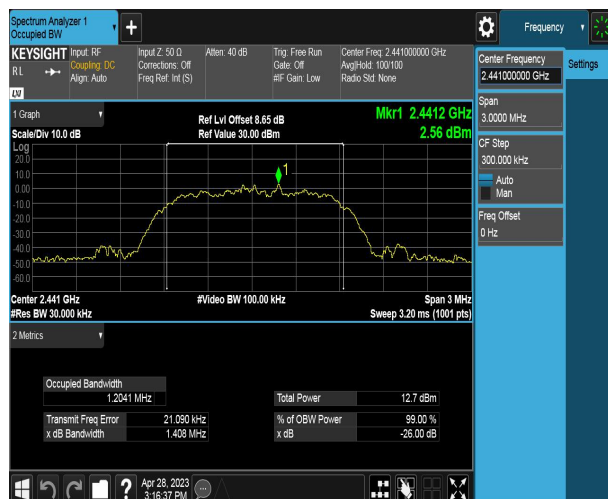 Spectrum Analyzer 1
Occupied BW
Frequency
KEYSIGHT
RL
Input: RF
Coupling: DC
Align: Auto
Input Z: 50 Ω
Corrections: Off
Freq Ref: Int (S)
Atten: 40 dB
Trig: Free Run
Gate: Off
#IF Gain: Low
Center Freq: 2.441000000 GHz
Avg|Hold: 100/100
Radio Std: None
Center Frequency
2.441000000 GHz
Settings
Span
3.0000 MHz
CF Step
300.000 kHz
Auto
Man
Freq Offset
0 Hz
1 Graph
Scale/Div 10.0 dB
Ref Lvl Offset 8.65 dB
Ref Value 30.00 dBm
Mkr1 2.4412 GHz
2.56 dBm
Log
20.0
10.0
0.00
-10.0
-20.0
-30.0
-40.0
-50.0
-60.0
1
Center 2.441 GHz
#Res BW 30.000 kHz
#Video BW 100.00 kHz
Span 3 MHz
Sweep 3.20 ms (1001 pts)
2 Metrics
Occupied Bandwidth
1.2041 MHz
Total Power 12.7 dBm
Transmit Freq Error 21.090 kHz
% of OBW Power 99.00 %
x dB Bandwidth 1.408 MHz
x dB -26.00 dB
Apr 28, 2023
3:16:37 PM